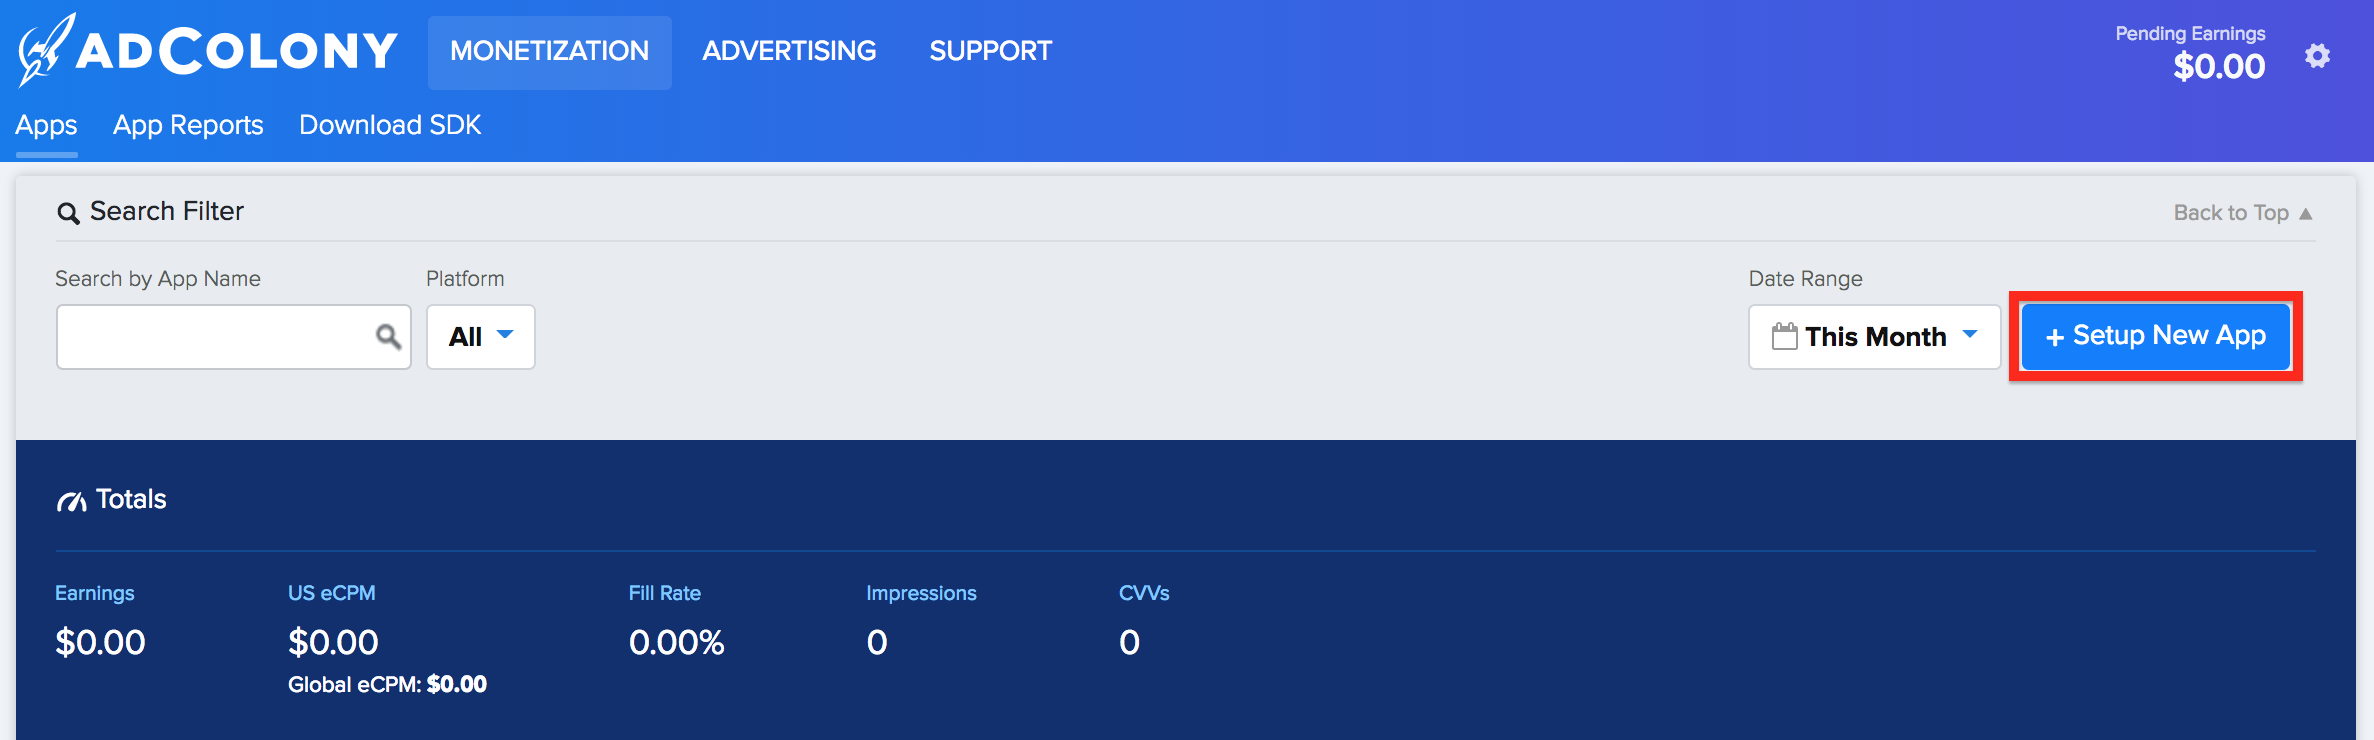 ADCOLONY
MONETIZATION
ADVERTISING
SUPPORT
Pending Earnings
$0.00
Apps
App Reports
Download SDK
Search Filter
Back to Top ▲
Search by App Name
Platform
All
Date Range
This Month
+ Setup New App
Totals
Earnings
$0.00
US eCPM
$0.00
Global eCPM: $0.00
Fill Rate
0.00%
Impressions
0
CVVs
0